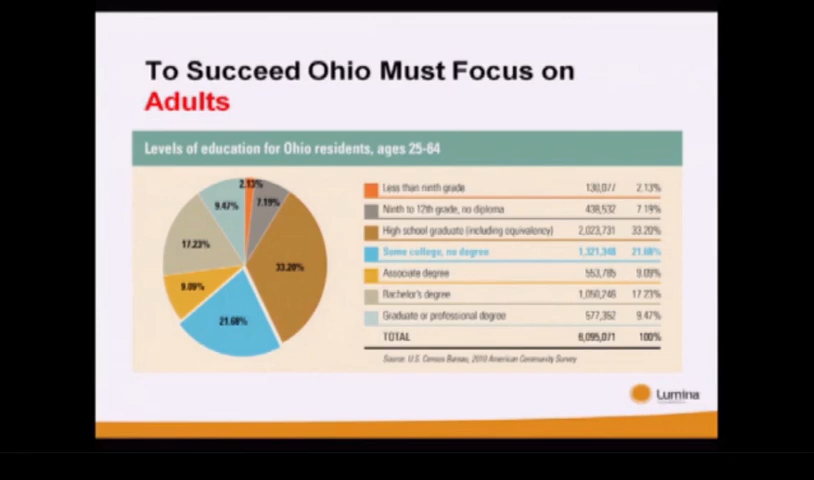 To Succeed Ohio Must Focus on
Adults
Levels of education for Ohio residents, ages 25-64
2.13%
7.19%
33.20%
21.68%
9.09%
17.23%
9.47%
Less than ninth grade 130,077 2.13%
Ninth to 12th grade, no diploma 438,532 7.19%
High school graduate (including equivalency) 2,023,731 33.20%
Some college, no degree 1,321,348 21.68%
Associate degree 553,785 9.09%
Bachelor's degree 1,050,246 17.23%
Graduate or professional degree 577,352 9.47%
TOTAL 6,095,071 100%
Source: U.S. Census Bureau, 2010 American Community Survey
Lumina